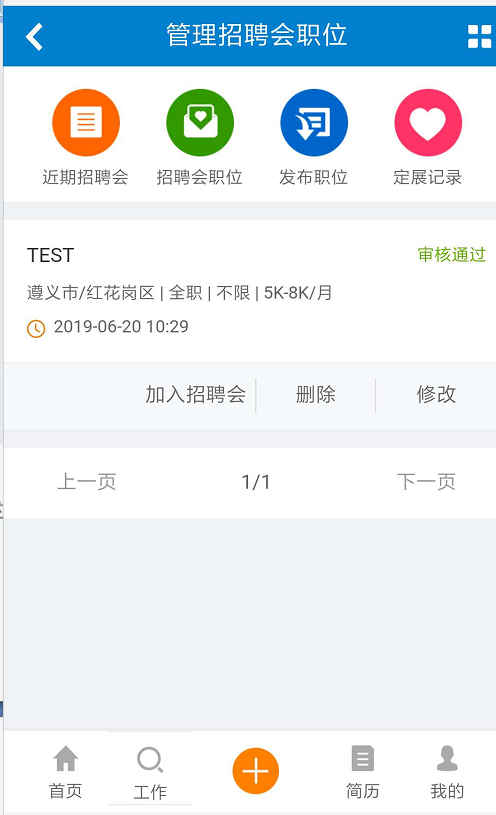 管理招聘会职位
近期招聘会 招聘会职位 发布职位 定展记录
TEST 审核通过
遵义市/红花岗区 | 全职 | 不限 | 5K-8K/月
2019-06-20 10:29
加入招聘会 删除 修改
上一页 1/1 下一页
首页 工作 简历 我的